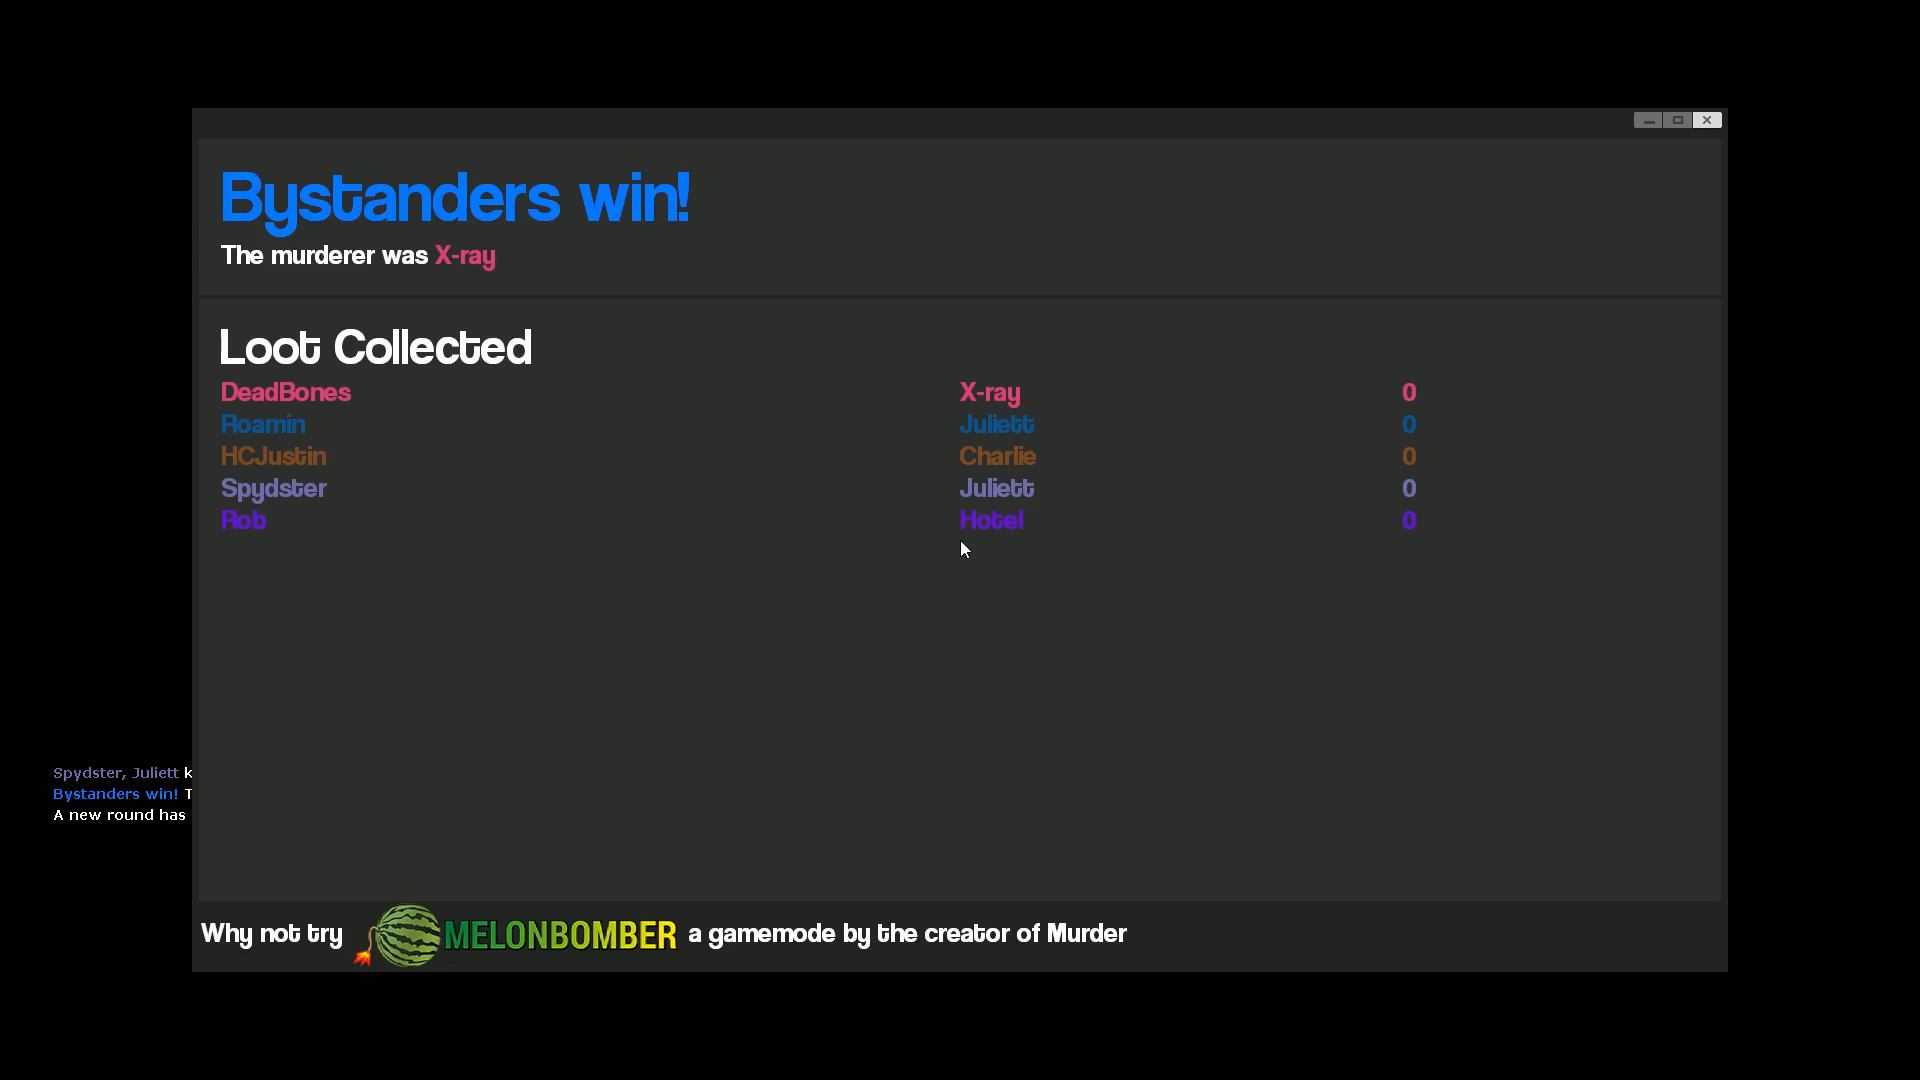 Bystanders win!
The murderer was X-ray
Loot Collected
DeadBones X-ray 0
Roamin Juliett 0
HCJustin Charlie 0
Spydster Juliett 0
Rob Hotel 0
Spydster, Juliett k
Bystanders win! T
A new round has
Why not try MELONBOMBER a gamemode by the creator of Murder